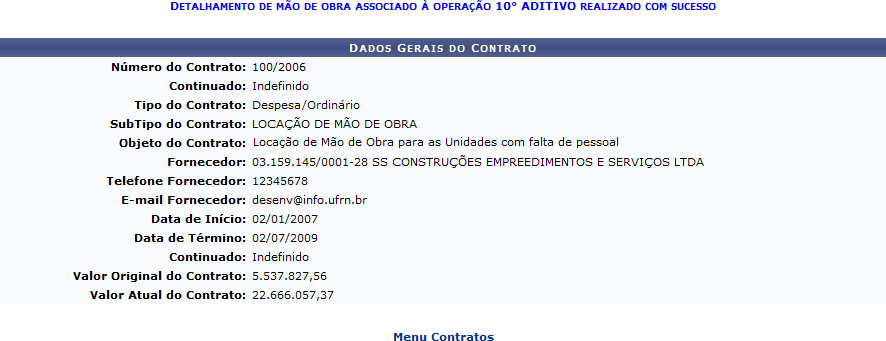 DETALHAMENTO DE MÃO DE OBRA ASSOCIADO À OPERAÇÃO 10° ADITIVO REALIZADO COM SUCESSO
DADOS GERAIS DO CONTRATO
Número do Contrato: 100/2006
Continuado: Indefinido
Tipo do Contrato: Despesa/Ordinário
SubTipo do Contrato: LOCAÇÃO DE MÃO DE OBRA
Objeto do Contrato: Locação de Mão de Obra para as Unidades com falta de pessoal
Fornecedor: 03.159.145/0001-28 SS CONSTRUÇÕES EMPREEDIMENTOS E SERVIÇOS LTDA
Telefone Fornecedor: 12345678
E-mail Fornecedor: desenv@info.ufrn.br
Data de Início: 02/01/2007
Data de Término: 02/07/2009
Continuado: Indefinido
Valor Original do Contrato: 5.537.827,56
Valor Atual do Contrato: 22.666.057,37
Menu Contratos